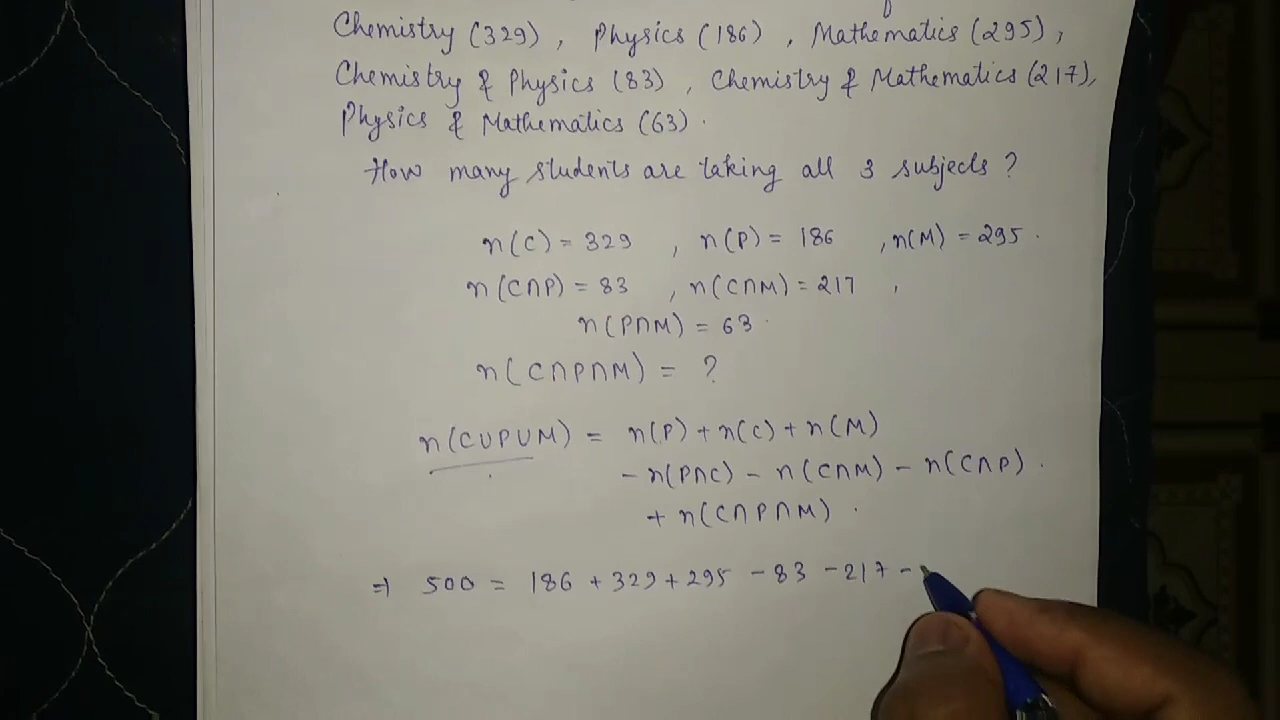 Chemistry (329), Physics (186), Mathematics (295),
Chemistry & Physics (83), Chemistry & Mathematics (217),
Physics & Mathematics (63).
How many students are taking all 3 subjects?
n(C) = 329, n(P) = 186, n(M) = 295.
n(C∩P) = 83, n(C∩M) = 217,
n(P∩M) = 63.
n(C∩P∩M) = ?
n(C∪P∪M) = n(P) + n(C) + n(M)
- n(P∩C) - n(C∩M) - n(C∩P).
+ n(C∩P∩M).
⇒ 500 = 186 + 329 + 295 - 83 - 217 -